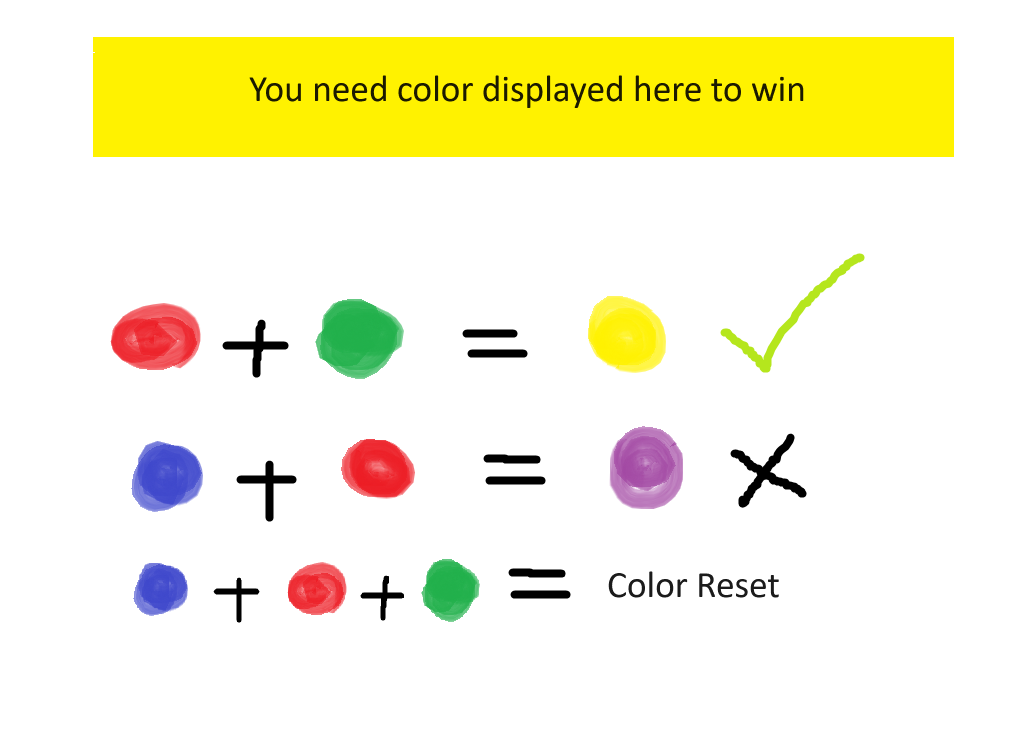 You need color displayed here to win
+ =
+ = 
+ + = Color Reset